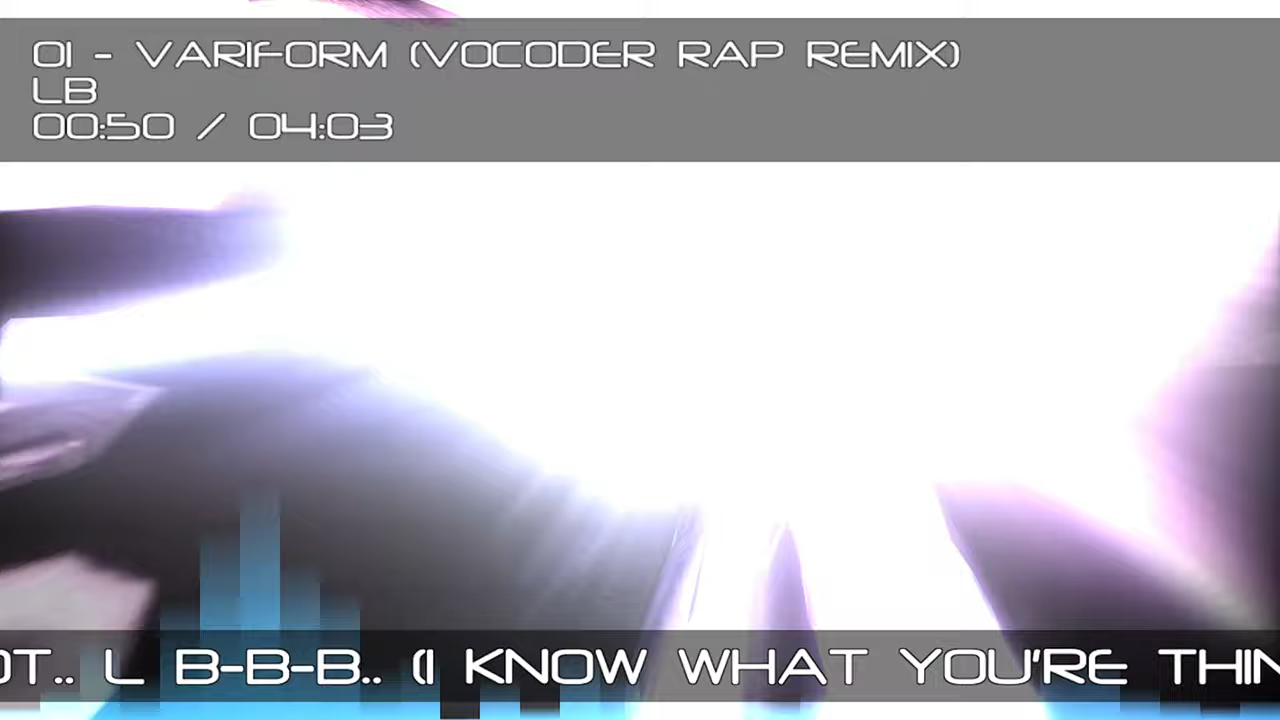 01 - VARIFORM (VOCODER RAP REMIX)
LB
00:50 / 04:03
L B-B-B.. (I KNOW WHAT YOU'RE